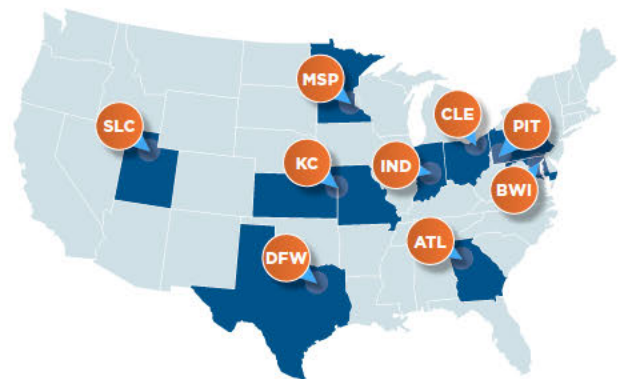 MSP
CLE
PIT
SLC
KC
IND
BWI
ATL
DFW